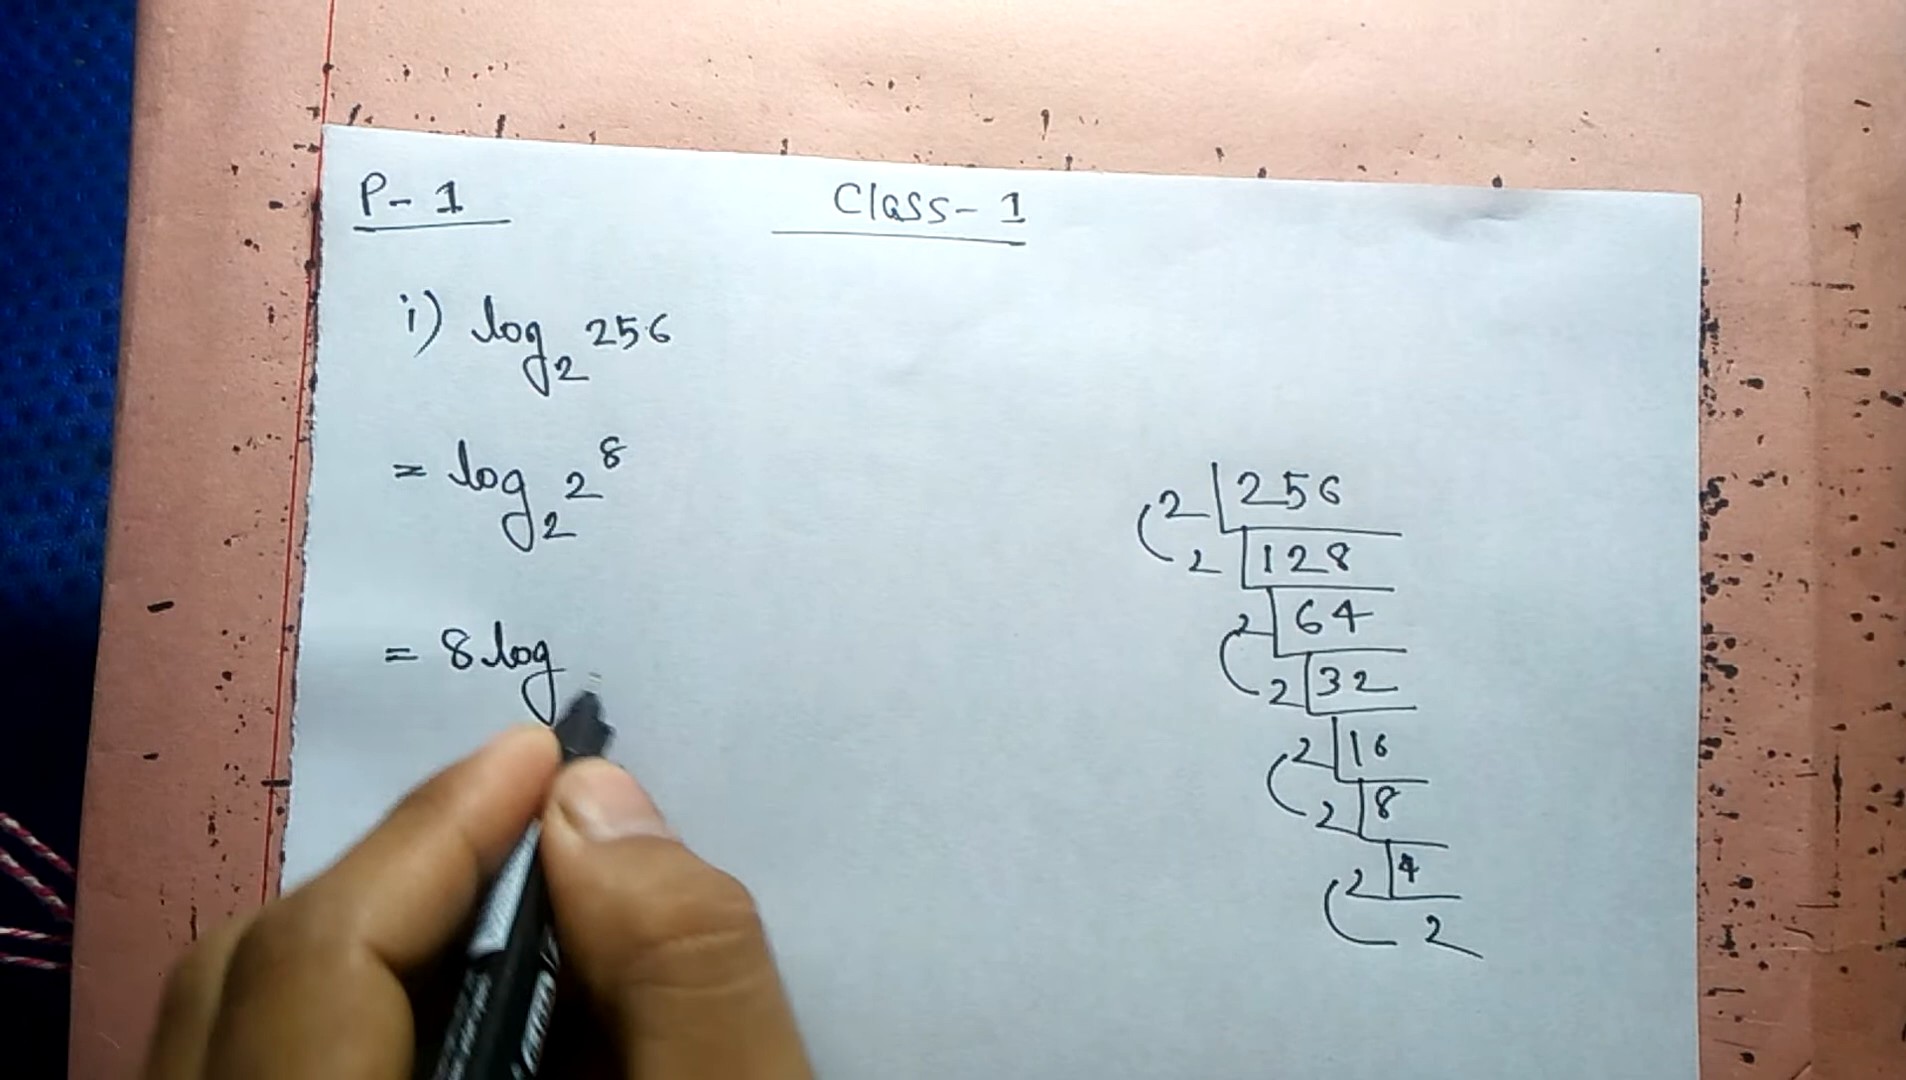 P-1
Class-1
i) log₂ 256
= log₂ 2⁸
= 8 log
2 | 256
2 | 128
2 | 64
2 | 32
2 | 16
2 | 8
2 | 4
2